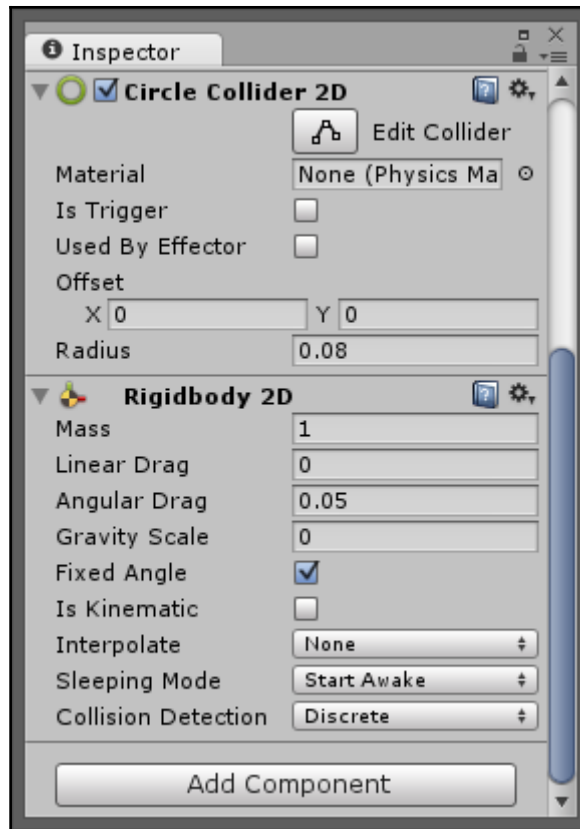 Inspector
Circle Collider 2D
Edit Collider
Material None (Physics Ma
Is Trigger
Used By Effector
Offset
X 0 Y 0
Radius 0.08
Rigidbody 2D
Mass 1
Linear Drag 0
Angular Drag 0.05
Gravity Scale 0
Fixed Angle
Is Kinematic
Interpolate None
Sleeping Mode Start Awake
Collision Detection Discrete
Add Component